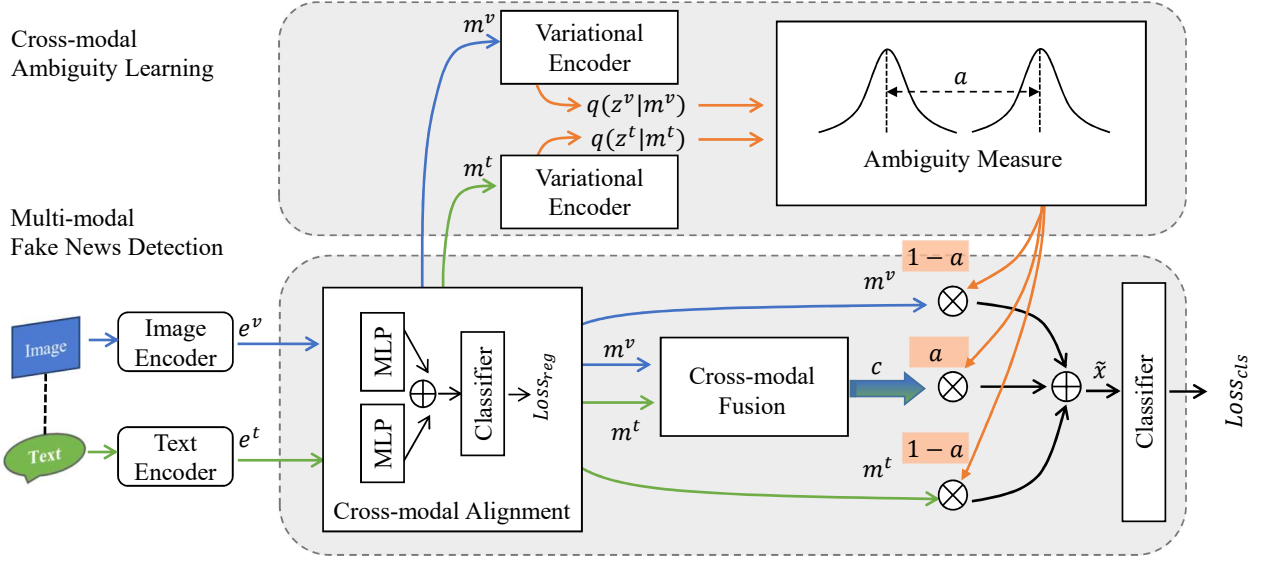 Cross-modal
Ambiguity Learning
m^v
Variational
Encoder
q(z^v|m^v)
q(z^t|m^t)
m^t
Variational
Encoder
a
Ambiguity Measure
Multi-modal
Fake News Detection
Image
Image
Encoder
e^v
Text
Text
Encoder
e^t
MLP
MLP
Classifier
Loss_reg
Cross-modal Alignment
m^v
1 − a
m^v
m^t
Cross-modal
Fusion
c
a
m^t
1 − a
x̃
Classifier
Loss_cls